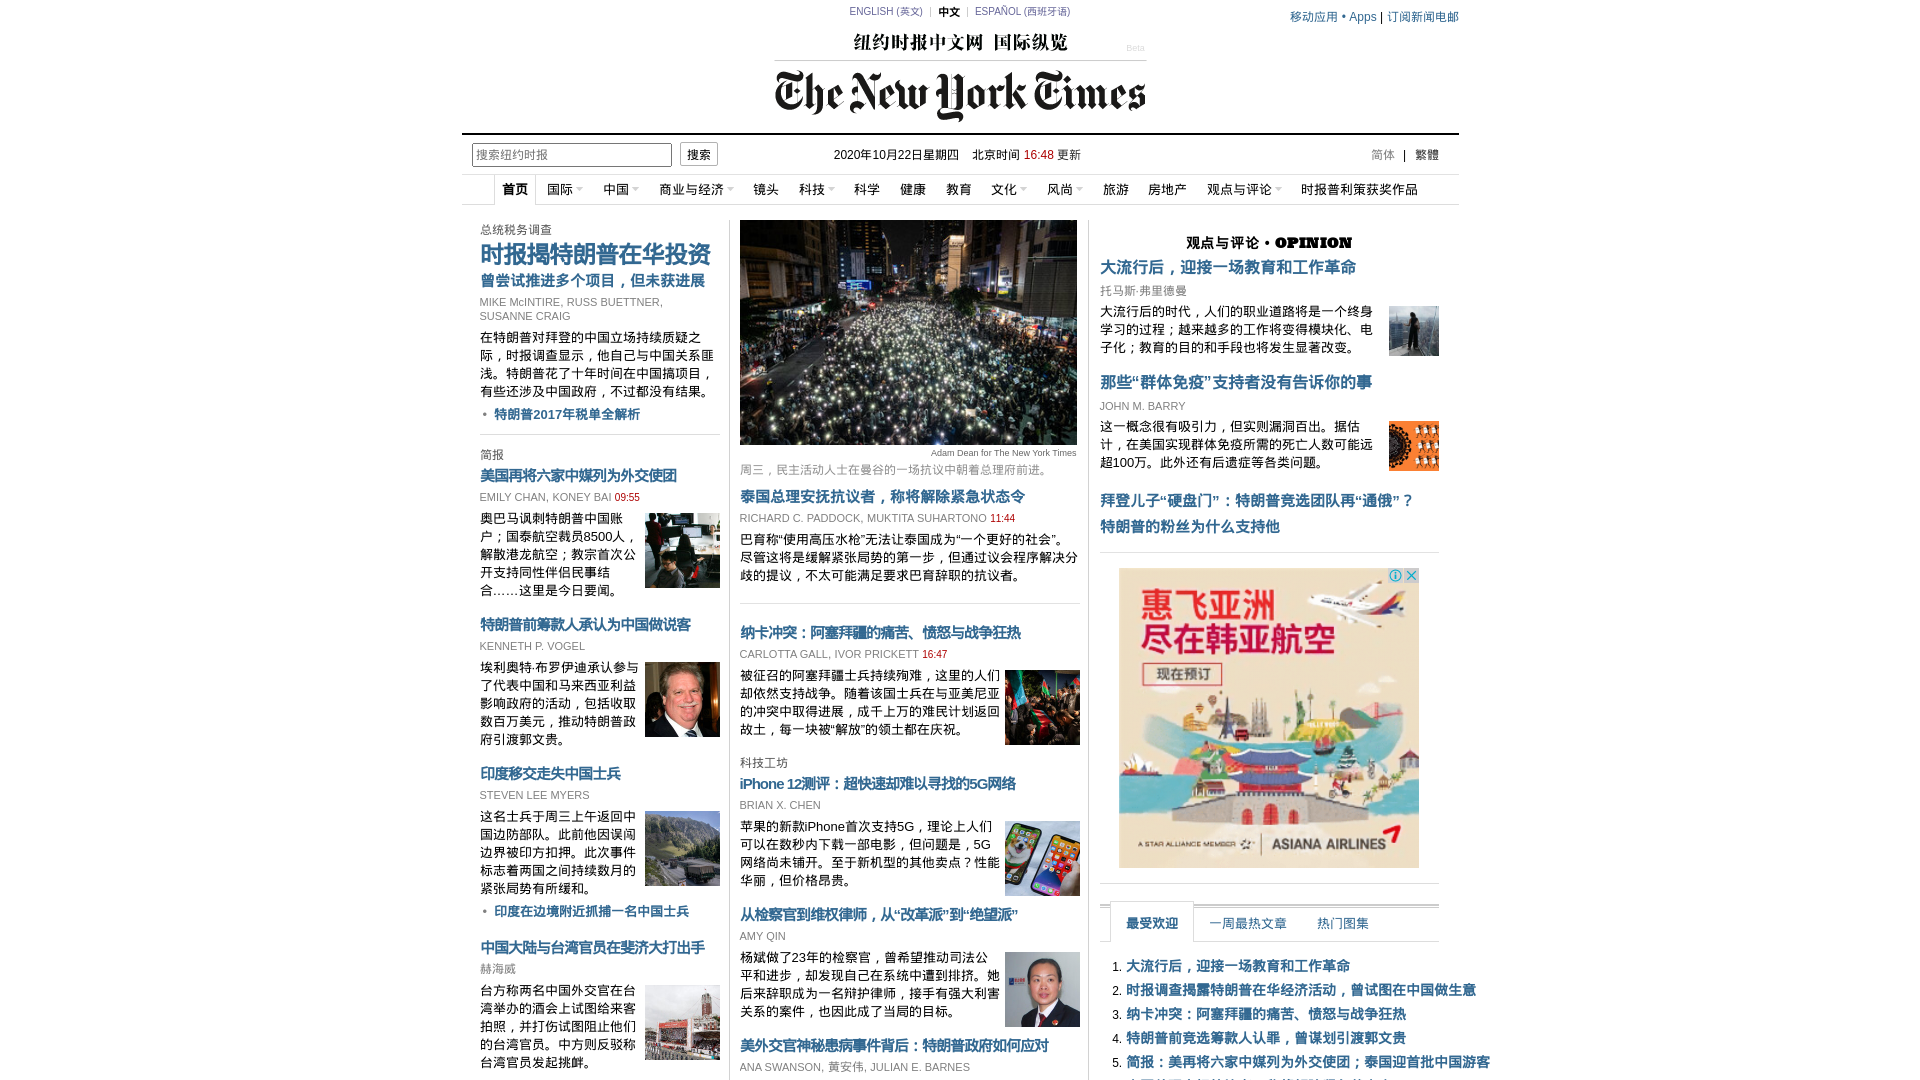 ENGLISH (英文) 中文 ESPAÑOL (西班牙语)
移动应用 • Apps | 订阅新闻电邮
纽约时报中文网 国际纵览
Beta
The New York Times
搜索纽约时报 搜索
2020年10月22日星期四 北京时间 16:48 更新
简体 | 繁體
首页 国际 中国 商业与经济 镜头 科技 科学 健康 教育 文化 风尚 旅游 房地产 观点与评论 时报普利策获奖作品
总统税务调查
时报揭特朗普在华投资
曾尝试推进多个项目，但未获进展
MIKE McINTIRE, RUSS BUETTNER,
SUSANNE CRAIG
在特朗普对拜登的中国立场持续质疑之
际，时报调查显示，他自己与中国关系匪
浅。特朗普花了十年时间在中国搞项目，
有些还涉及中国政府，不过都没有结果。
• 特朗普2017年税单全解析
简报
美国再将六家中媒列为外交使团
EMILY CHAN, KONEY BAI 09:55
奥巴马讽刺特朗普中国账
户；国泰航空裁员8500人，
解散港龙航空；教宗首次公
开支持同性伴侣民事结
合……这里是今日要闻。
特朗普前筹款人承认为中国做说客
KENNETH P. VOGEL
埃利奥特·布罗伊迪承认参与
了代表中国和马来西亚利益
影响政府的活动，包括收取
数百万美元，推动特朗普政
府引渡郭文贵。
印度移交走失中国士兵
STEVEN LEE MYERS
这名士兵于周三上午返回中
国边防部队。此前他因误闯
边界被印方扣押。此次事件
标志着两国之间持续数月的
紧张局势有所缓和。
• 印度在边境附近抓捕一名中国士兵
中国大陆与台湾官员在斐济大打出手
赫海威
台方称两名中国外交官在台
湾举办的酒会上试图给来客
拍照，并打伤试图阻止他们
的台湾官员。中方则反驳称
台湾官员发起挑衅。
Adam Dean for The New York Times
周三，民主活动人士在曼谷的一场抗议中朝着总理府前进。
泰国总理安抚抗议者，称将解除紧急状态令
RICHARD C. PADDOCK, MUKTITA SUHARTONO 11:44
巴育称“使用高压水枪”无法让泰国成为“一个更好的社会”。
尽管这将是缓解紧张局势的第一步，但通过议会程序解决分
歧的提议，不太可能满足要求巴育辞职的抗议者。
纳卡冲突：阿塞拜疆的痛苦、愤怒与战争狂热
CARLOTTA GALL, IVOR PRICKETT 16:47
被征召的阿塞拜疆士兵持续殉难，这里的人们
却依然支持战争。随着该国士兵在与亚美尼亚
的冲突中取得进展，成千上万的难民计划返回
故土，每一块被“解放”的领土都在庆祝。
科技工坊
iPhone 12测评：超快速却难以寻找的5G网络
BRIAN X. CHEN
苹果的新款iPhone首次支持5G，理论上人们
可以在数秒内下载一部电影，但问题是，5G
网络尚未铺开。至于新机型的其他卖点？性能
华丽，但价格昂贵。
从检察官到维权律师，从“改革派”到“绝望派”
AMY QIN
杨斌做了23年的检察官，曾希望推动司法公
平和进步，却发现自己在系统中遭到排挤。她
后来辞职成为一名辩护律师，接手有强大利害
关系的案件，也因此成了当局的目标。
美外交官神秘患病事件背后：特朗普政府如何应对
ANA SWANSON, 黄安伟, JULIAN E. BARNES
观点与评论 • OPINION
大流行后，迎接一场教育和工作革命
托马斯·弗里德曼
大流行后的时代，人们的职业道路将是一个终身
学习的过程；越来越多的工作将变得模块化、电
子化；教育的目的和手段也将发生显著改变。
那些“群体免疫”支持者没有告诉你的事
JOHN M. BARRY
这一概念很有吸引力，但实则漏洞百出。据估
计，在美国实现群体免疫所需的死亡人数可能远
超100万。此外还有后遗症等各类问题。
拜登儿子“硬盘门”：特朗普竞选团队再“通俄”？
特朗普的粉丝为什么支持他
惠飞亚洲
尽在韩亚航空
现在预订
A STAR ALLIANCE MEMBER | ASIANA AIRLINES
最受欢迎 一周最热文章 热门图集
1. 大流行后，迎接一场教育和工作革命
2. 时报调查揭露特朗普在华经济活动，曾试图在中国做生意
3. 纳卡冲突：阿塞拜疆的痛苦、愤怒与战争狂热
4. 特朗普前竞选筹款人认罪，曾谋划引渡郭文贵
5. 简报：美再将六家中媒列为外交使团；泰国迎首批中国游客